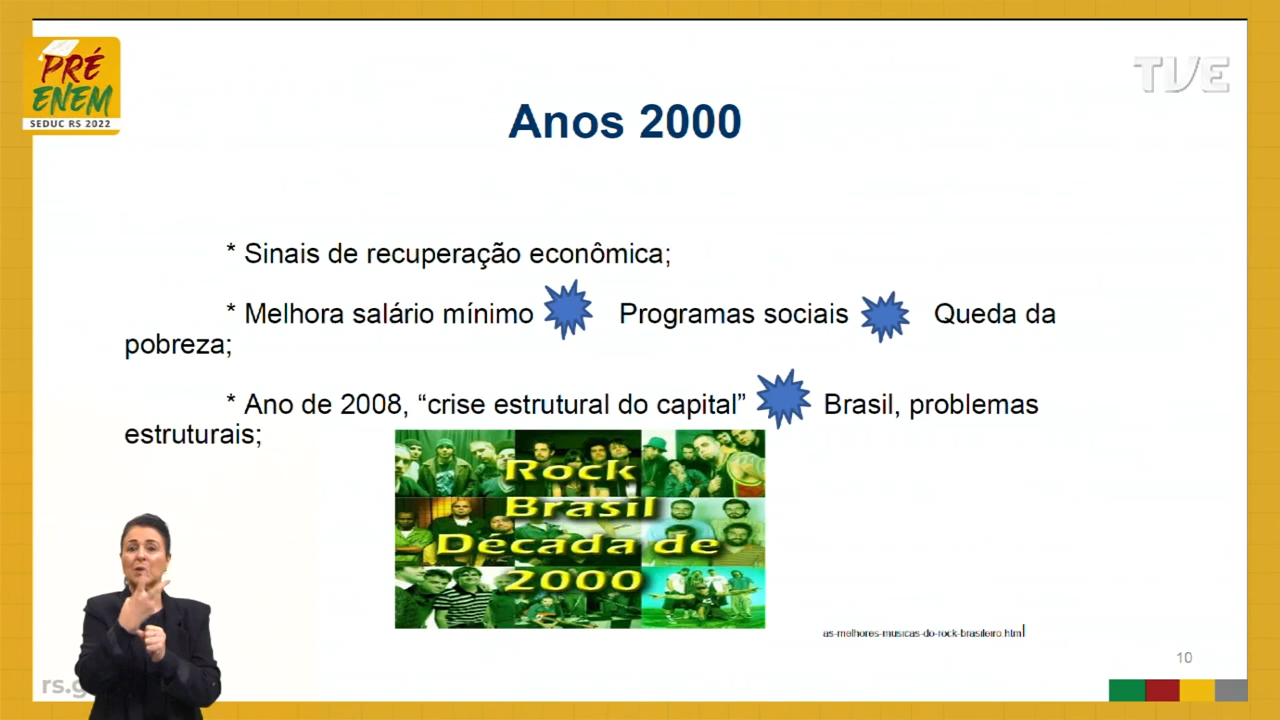 PRÉ
ENEM
SEDUC RS 2022
TVE
Anos 2000
* Sinais de recuperação econômica;
* Melhora salário mínimo Programas sociais Queda da
pobreza;
* Ano de 2008, “crise estrutural do capital” Brasil, problemas
estruturais;
Rock
Brasil
Década de
2000
as-melhores-musicas-do-rock-brasileiro.html
10